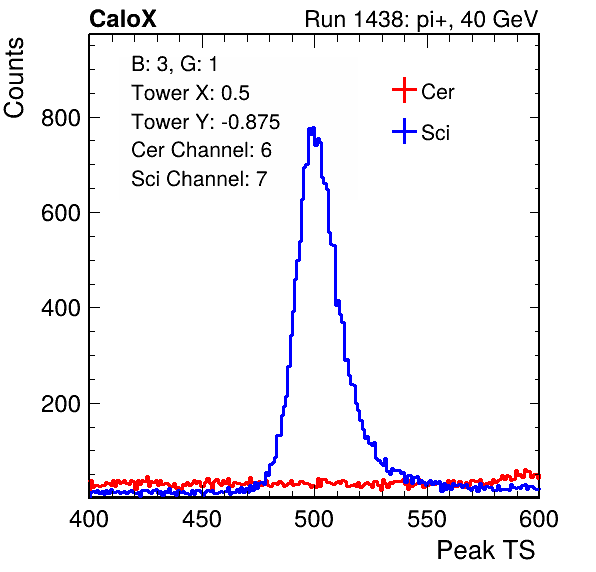 CaloX Run 1438: pi+, 40 GeV
Counts
B: 3, G: 1
Tower X: 0.5
Tower Y: -0.875
Cer Channel: 6
Sci Channel: 7
Cer
Sci
800
600
400
200
400 450 500 550 600
Peak TS